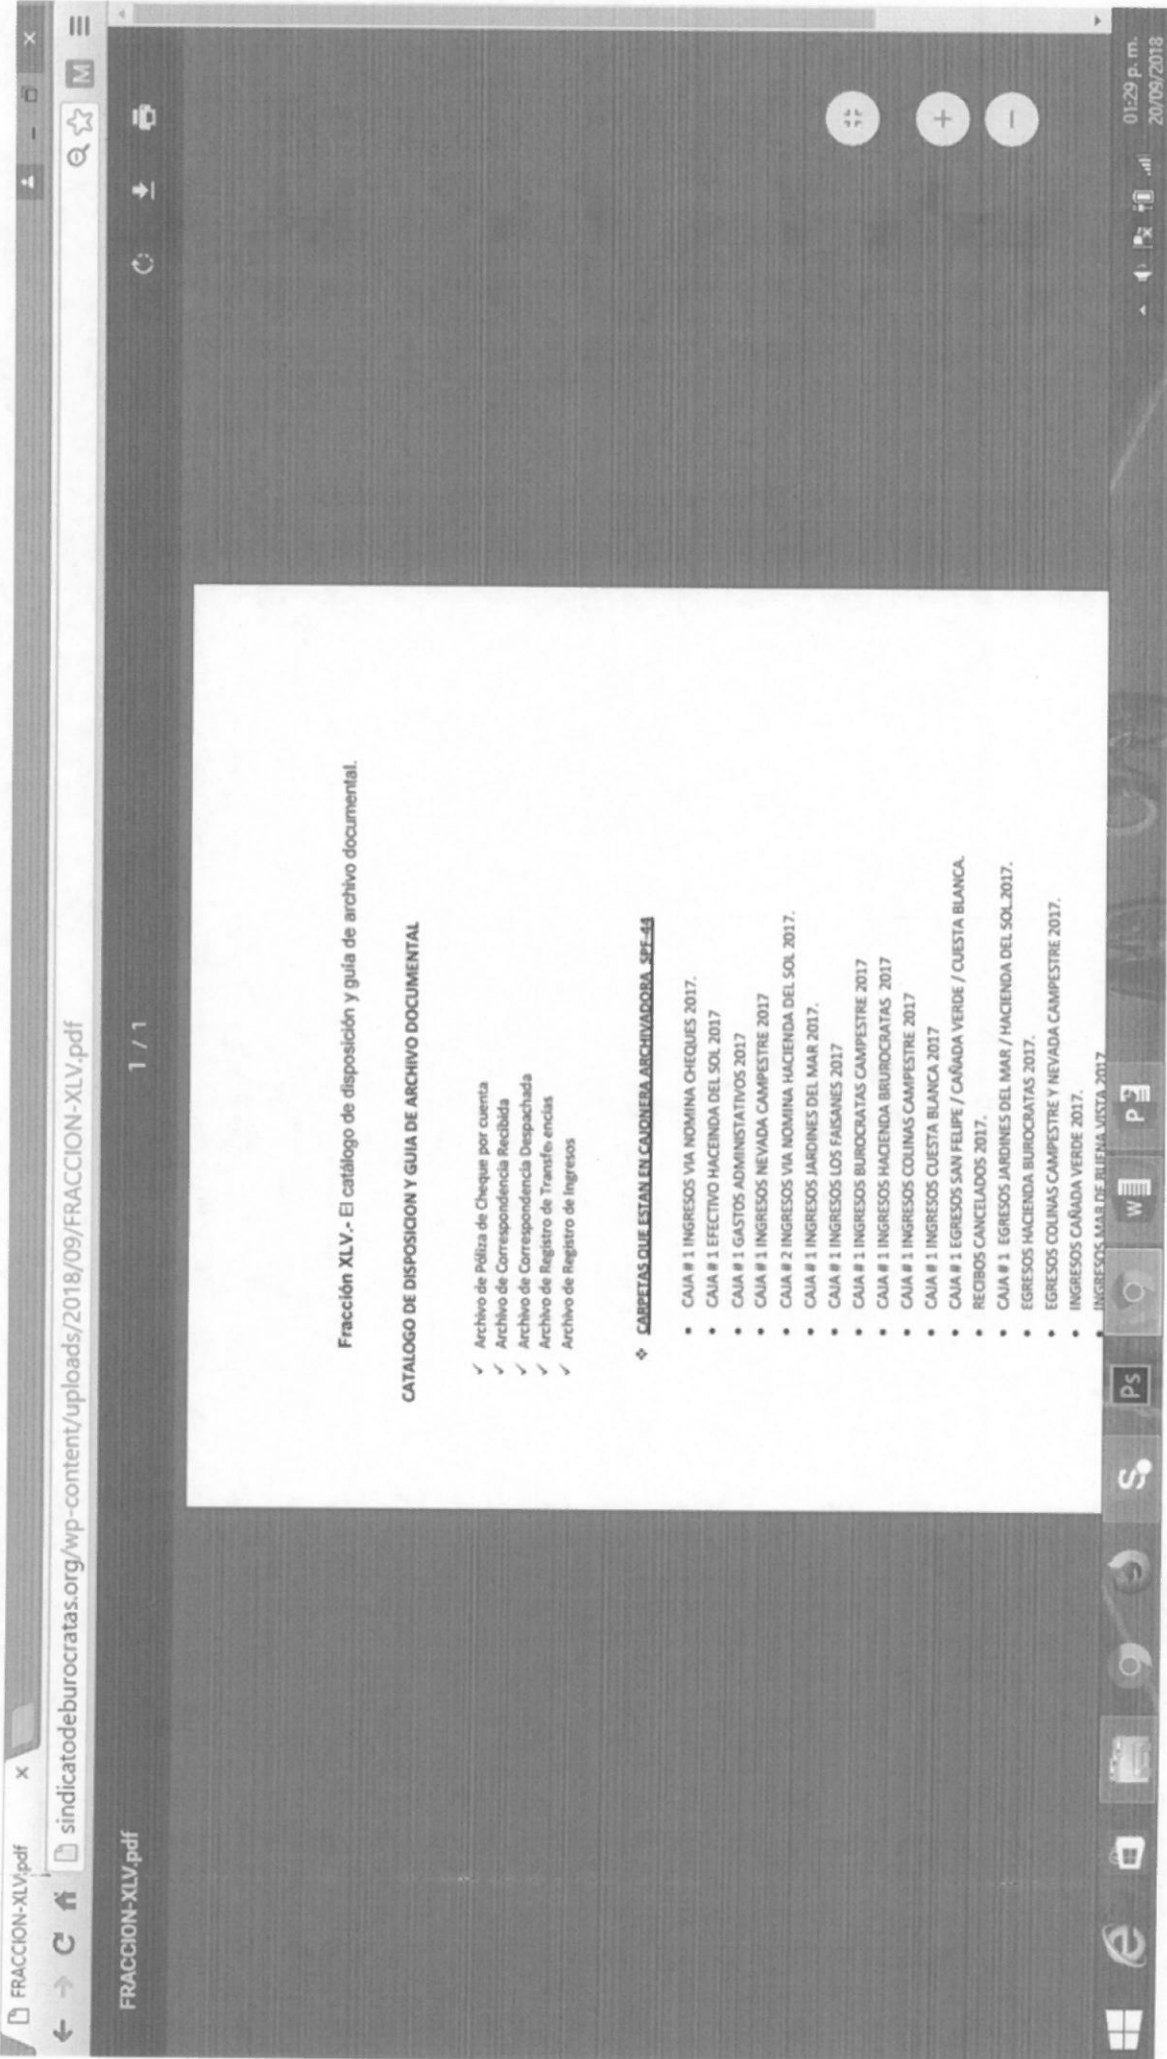 FRACCION-XLV.pdf
sindicatodeburocratas.org/wp-content/uploads/2018/09/FRACCION-XLV.pdf
M
FRACCION-XLV.pdf
1 / 1
Fracción XLV.- El catálogo de disposición y guía de archivo documental.
CATALOGO DE DISPOSICION Y GUIA DE ARCHIVO DOCUMENTAL
✓ Archivo de Póliza de Cheque por cuenta
✓ Archivo de Correspondencia Recibida
✓ Archivo de Correspondencia Despachada
✓ Archivo de Registro de Transferencias
✓ Archivo de Registro de Ingresos
❖ CARPETAS QUE ESTAN EN CAJONERA ARCHIVADORA SPF-44
• CAJA # 1 INGRESOS VIA NOMINA CHEQUES 2017.
• CAJA # 1 EFECTIVO HACEINDA DEL SOL 2017
• CAJA # 1 GASTOS ADMINISTATIVOS 2017
• CAJA # 1 INGRESOS NEVADA CAMPESTRE 2017
• CAJA # 2 INGRESOS VIA NOMINA HACIENDA DEL SOL 2017.
• CAJA # 1 INGRESOS JARDINES DEL MAR 2017.
• CAJA # 1 INGRESOS LOS FAISANES 2017
• CAJA # 1 INGRESOS BUROCRATAS CAMPESTRE 2017
• CAJA # 1 INGRESOS HACIENDA BRUROCRATAS 2017
• CAJA # 1 INGRESOS COLINAS CAMPESTRE 2017
• CAJA # 1 INGRESOS CUESTA BLANCA 2017
• CAJA # 1 EGRESOS SAN FELIPE / CAÑADA VERDE / CUESTA BLANCA.
• RECIBOS CANCELADOS 2017.
• CAJA # 1 EGRESOS JARDINES DEL MAR / HACIENDA DEL SOL.2017.
• EGRESOS HACIENDA BUROCRATAS 2017.
• EGRESOS COLINAS CAMPESTRE Y NEVADA CAMPESTRE 2017.
• INGRESOS CAÑADA VERDE 2017.
• INGRESOS MAR DE BUENA VISTA 2017
Ps
01:29 p. m.
20/09/2018